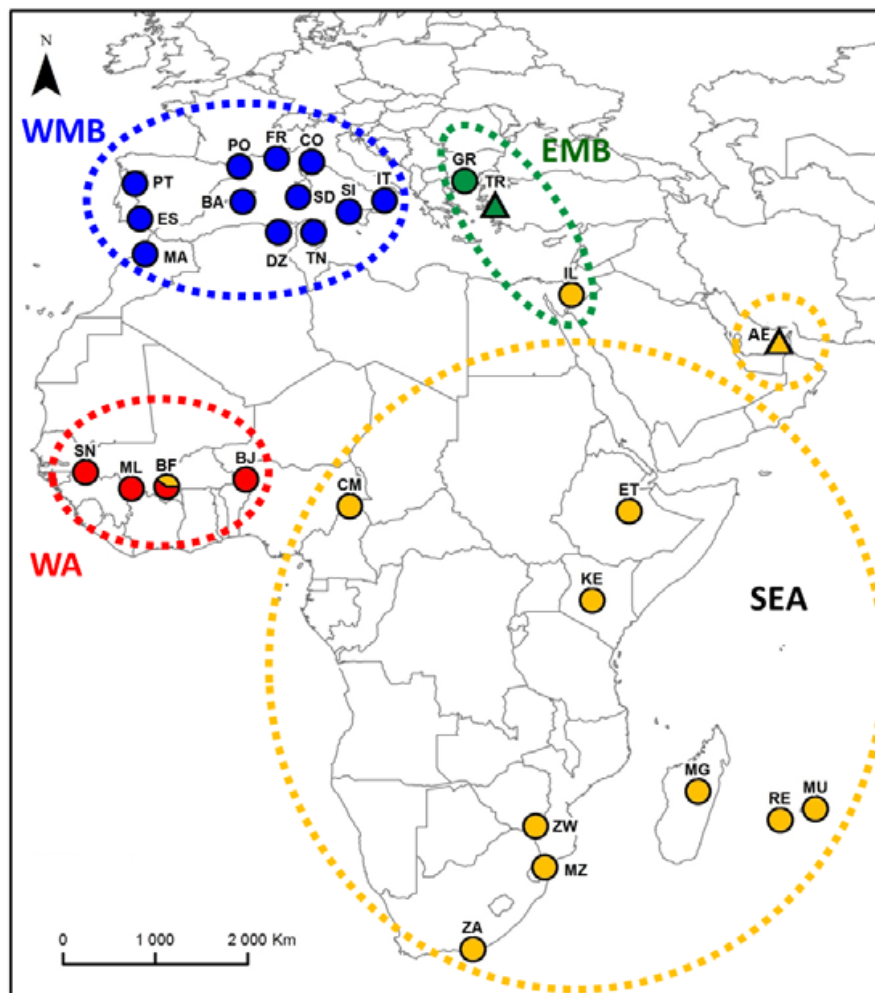 N
WMB
PO
FR
CO
PT
BA
SD
SI
IT
ES
MA
DZ
TN
GR
EMB
TR
IL
AE
SN
ML
BF
BJ
WA
CM
ET
KE
SEA
MG
RE
MU
ZW
MZ
ZA
0 1 000 2 000 Km